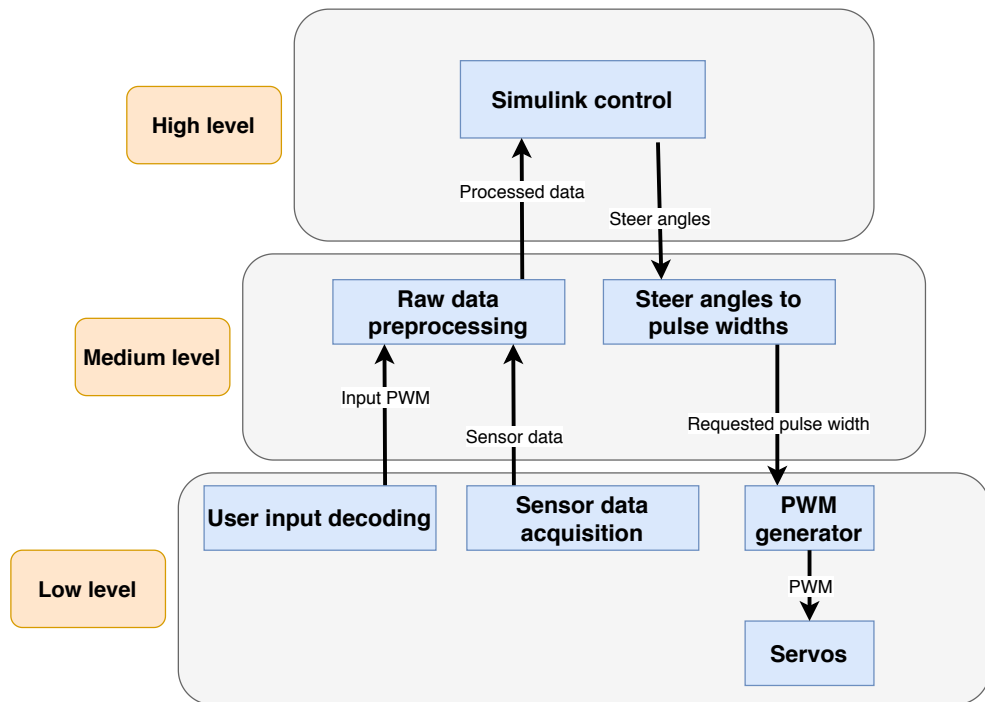 Simulink control
High level
Processed data
Steer angles
Raw data
preprocessing
Steer angles to
pulse widths
Medium level
Input PWM
Sensor data
Requested pulse width
User input decoding
Sensor data
acquisition
PWM
generator
Low level
PWM
Servos